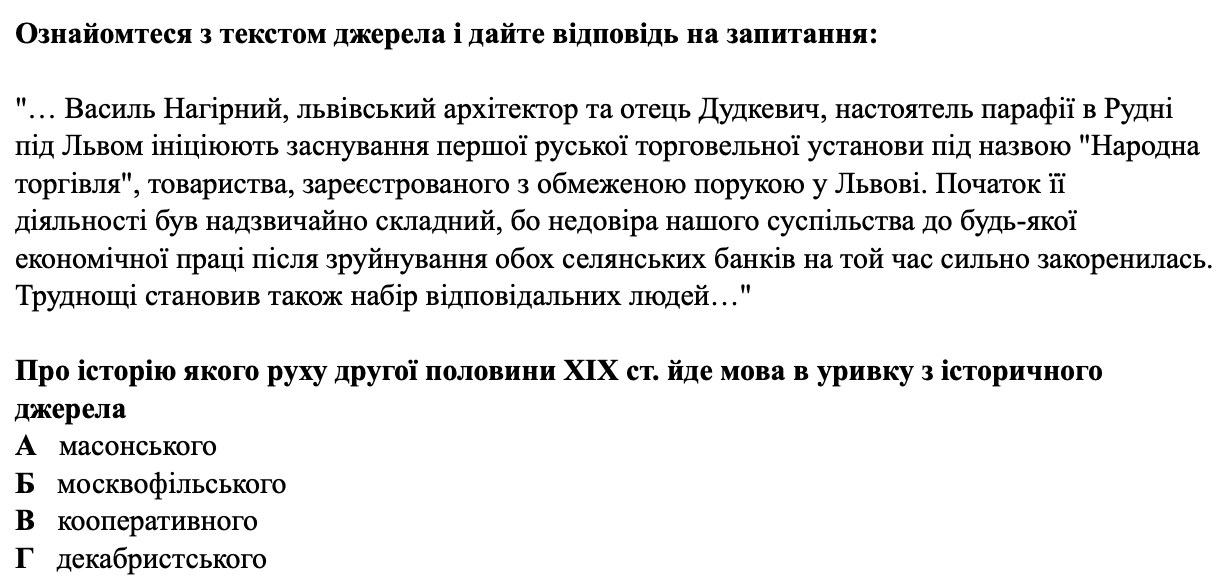 Ознайомтеся з текстом джерела і дайте відповідь на запитання:
"… Василь Нагірний, львівський архітектор та отець Дудкевич, настоятель парафії в Рудні
під Львом ініціюють заснування першої руської торговельної установи під назвою "Народна
торгівля", товариства, зареєстрованого з обмеженою порукою у Львові. Початок її
діяльності був надзвичайно складний, бо недовіра нашого суспільства до будь-якої
економічної праці після зруйнування обох селянських банків на той час сильно закоренилась.
Труднощі становив також набір відповідальних людей…"
Про історію якого руху другої половини XIX ст. йде мова в уривку з історичного
джерела
А масонського
Б москвофільського
В кооперативного
Г декабристського